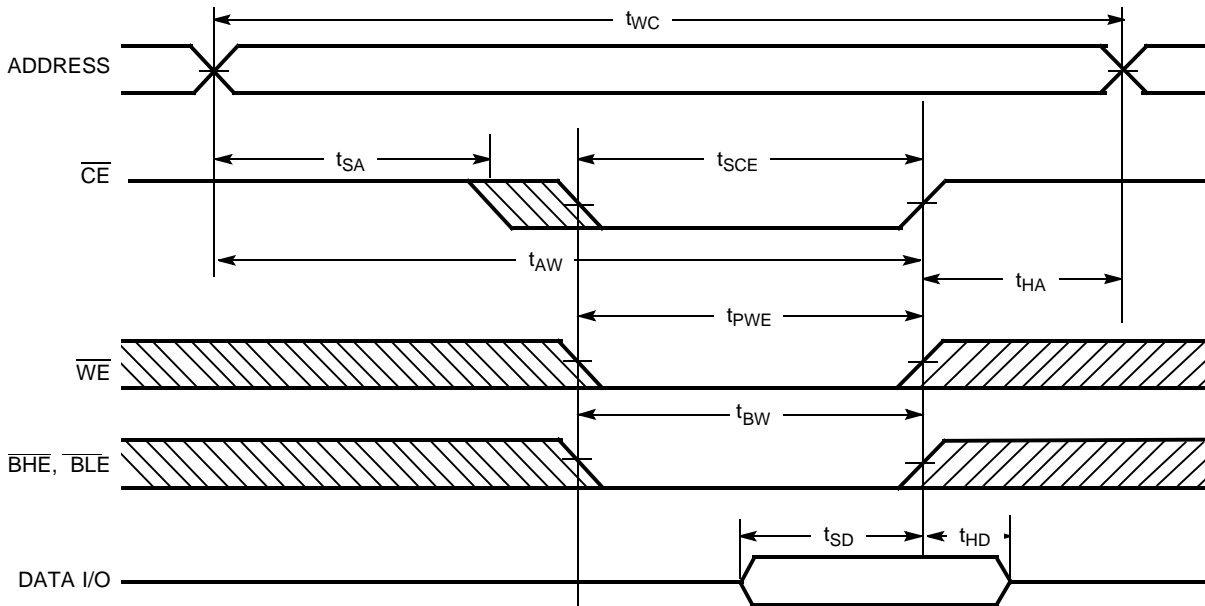 tWC
ADDRESS
tSA
tSCE
CE
tAW
tHA
tPWE
WE
tBW
BHE, BLE
tSD
tHD
DATA I/O